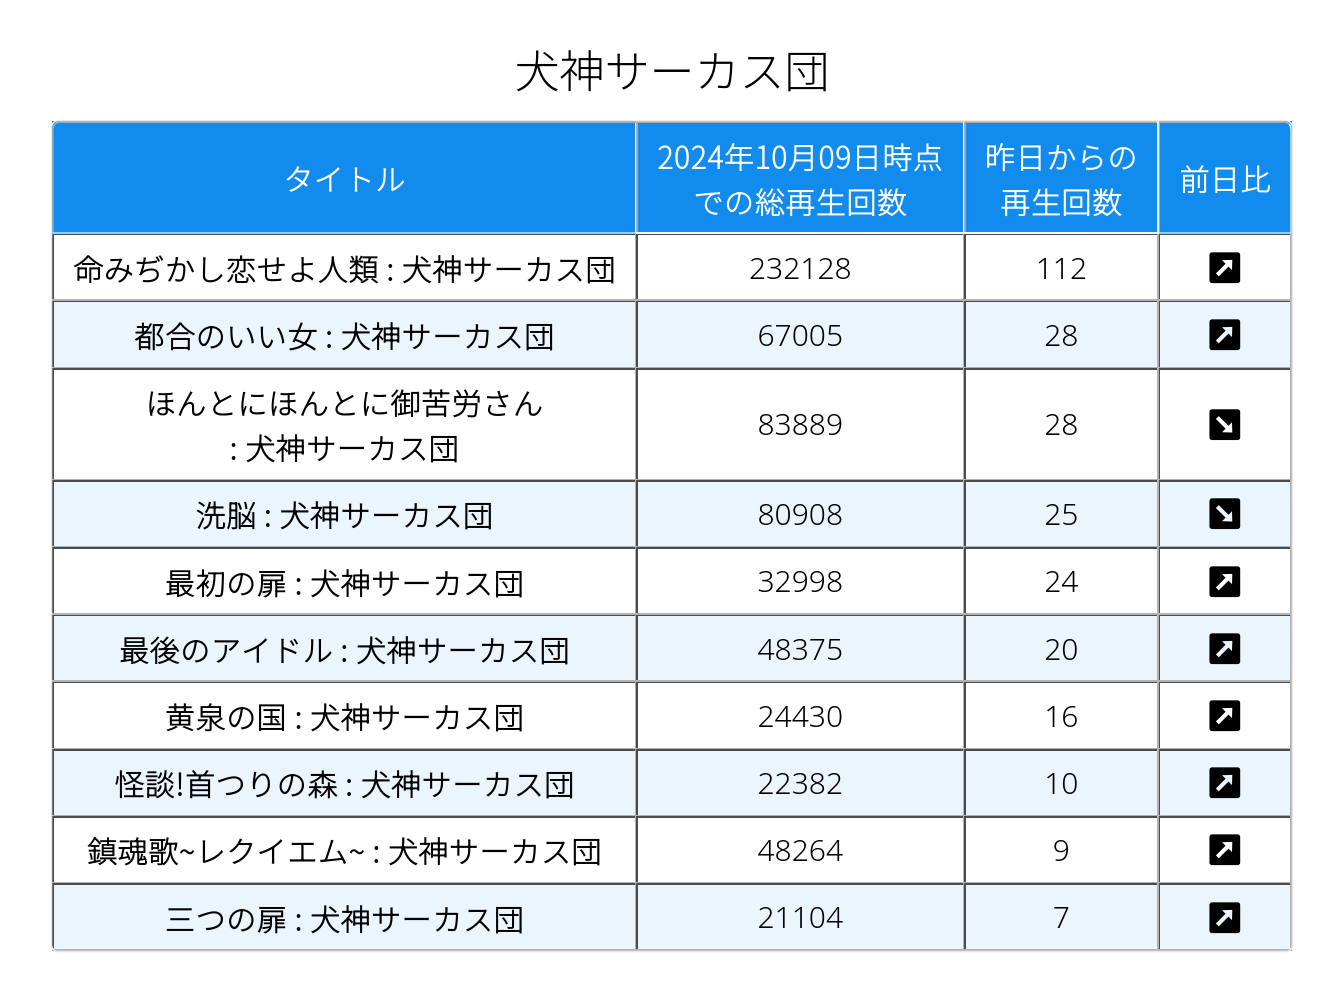 犬神サーカス団
タイトル
2024年10月09日時点
での総再生回数
昨日からの
再生回数
前日比
命みぢかし恋せよ人類 : 犬神サーカス団
232128
112
都合のいい女 : 犬神サーカス団
67005
28
ほんとにほんとに御苦労さん
: 犬神サーカス団
83889
28
洗脳 : 犬神サーカス団
80908
25
最初の扉 : 犬神サーカス団
32998
24
最後のアイドル : 犬神サーカス団
48375
20
黄泉の国 : 犬神サーカス団
24430
16
怪談!首つりの森 : 犬神サーカス団
22382
10
鎮魂歌~レクイエム~ : 犬神サーカス団
48264
9
三つの扉 : 犬神サーカス団
21104
7